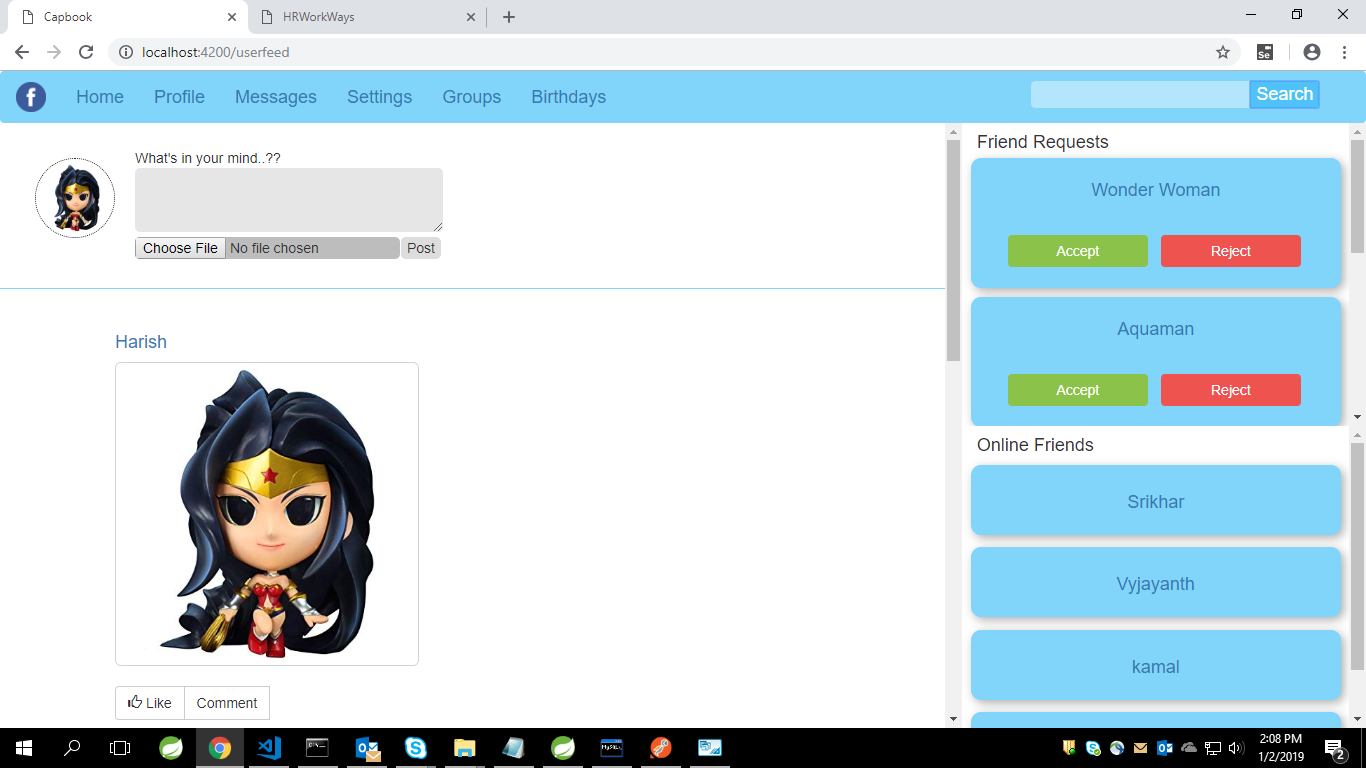 Capbook
HRWorkWays
localhost:4200/userfeed
Se
f
Home
Profile
Messages
Settings
Groups
Birthdays
Search
What's in your mind..??
Choose File
No file chosen
Post
Harish
Like
Comment
Friend Requests
Wonder Woman
Accept
Reject
Aquaman
Accept
Reject
Online Friends
Srikhar
Vyjayanth
kamal
2:08 PM
1/2/2019
2